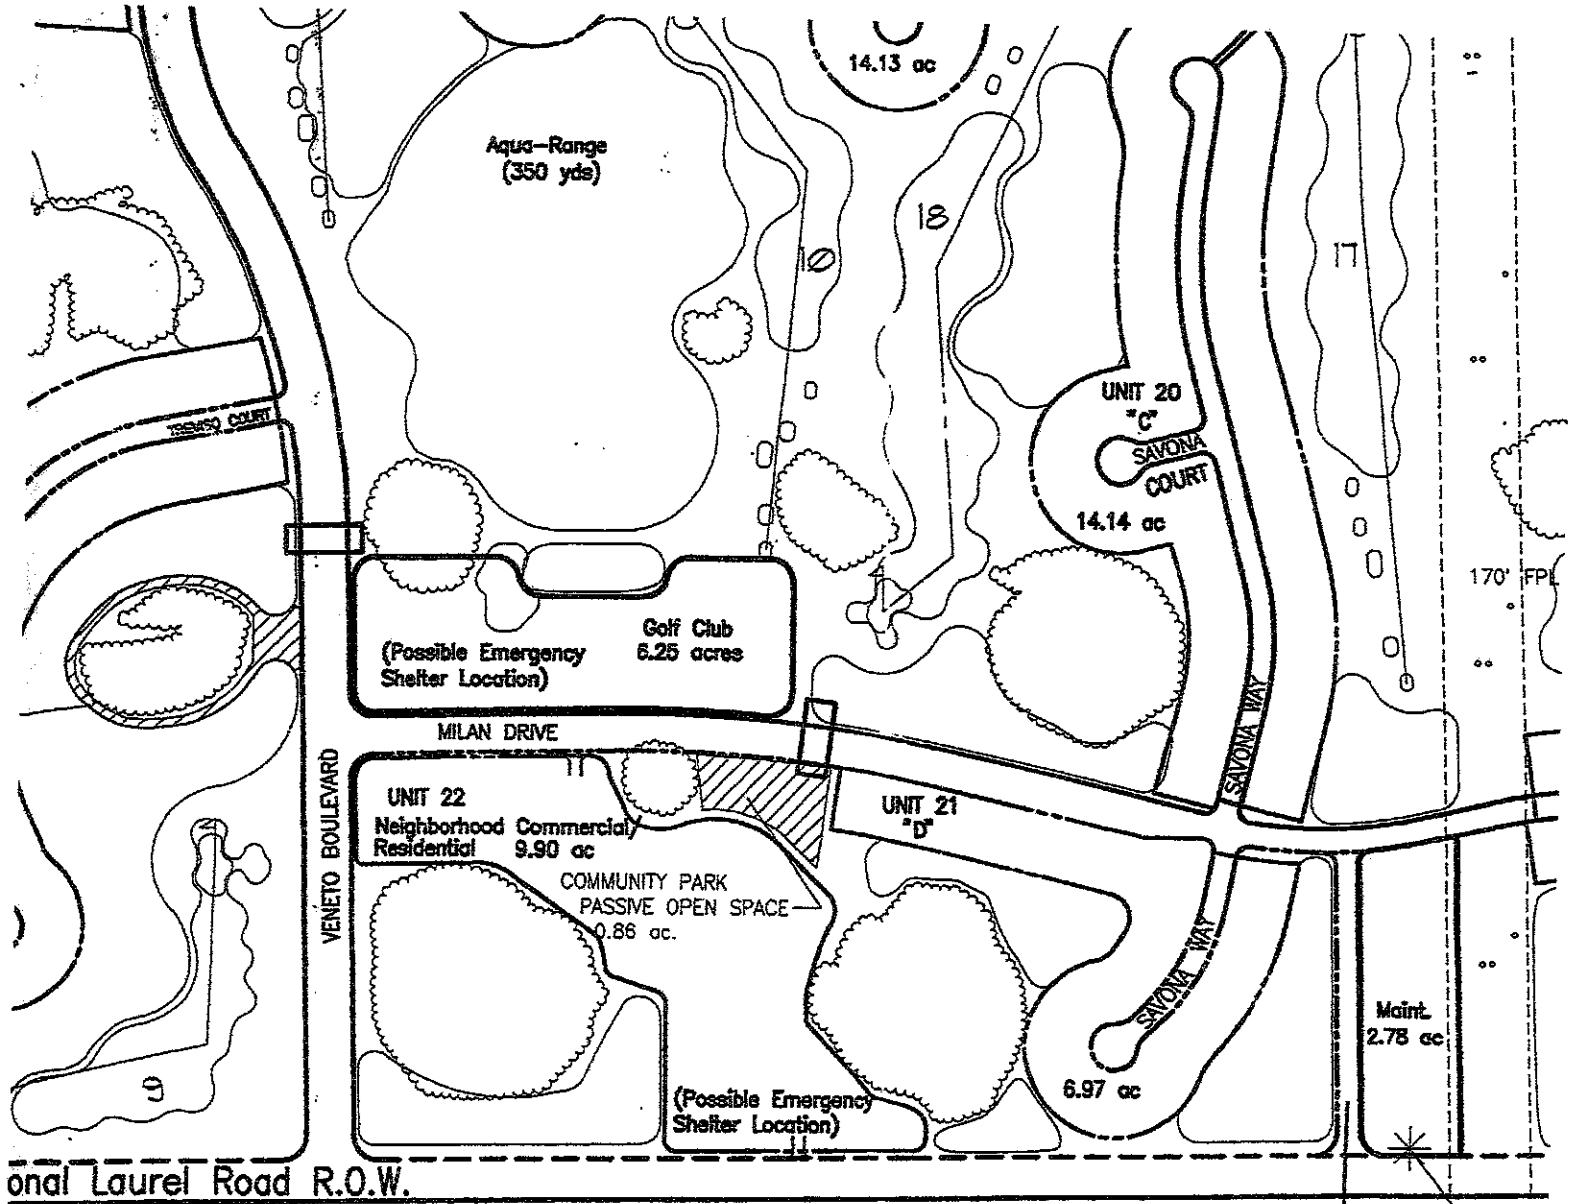 14.13 ac
Aqua-Range
(350 yds)
18
10
17
UNIT 20
"C"
TREVISO COURT
SAVONA
COURT
14.14 ac
170' FPL
Golf Club
6.25 acres
(Possible Emergency
Shelter Location)
SAVONA WAY
MILAN DRIVE
VENETO BOULEVARD
11
UNIT 22
Neighborhood Commercial/
Residential 9.90 ac
UNIT 21
"D"
COMMUNITY PARK
PASSIVE OPEN SPACE
0.86 ac.
SAVONA WAY
Maint.
2.78 ac
9
6.97 ac
(Possible Emergency
Shelter Location)
onal Laurel Road R.O.W.